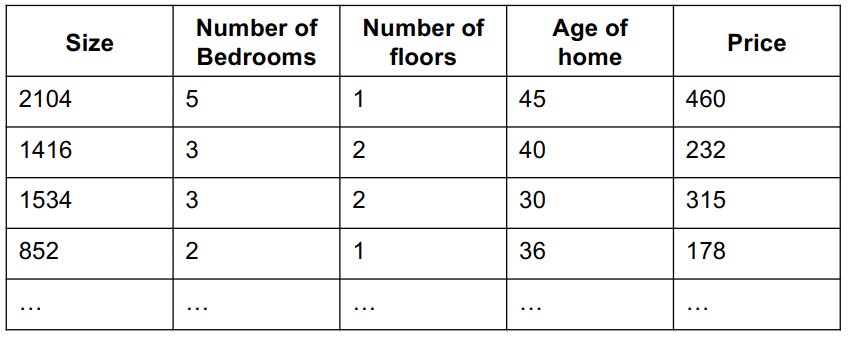 Size Number of Bedrooms Number of floors Age of home Price
2104 5 1 45 460
1416 3 2 40 232
1534 3 2 30 315
852 2 1 36 178
… … … … …